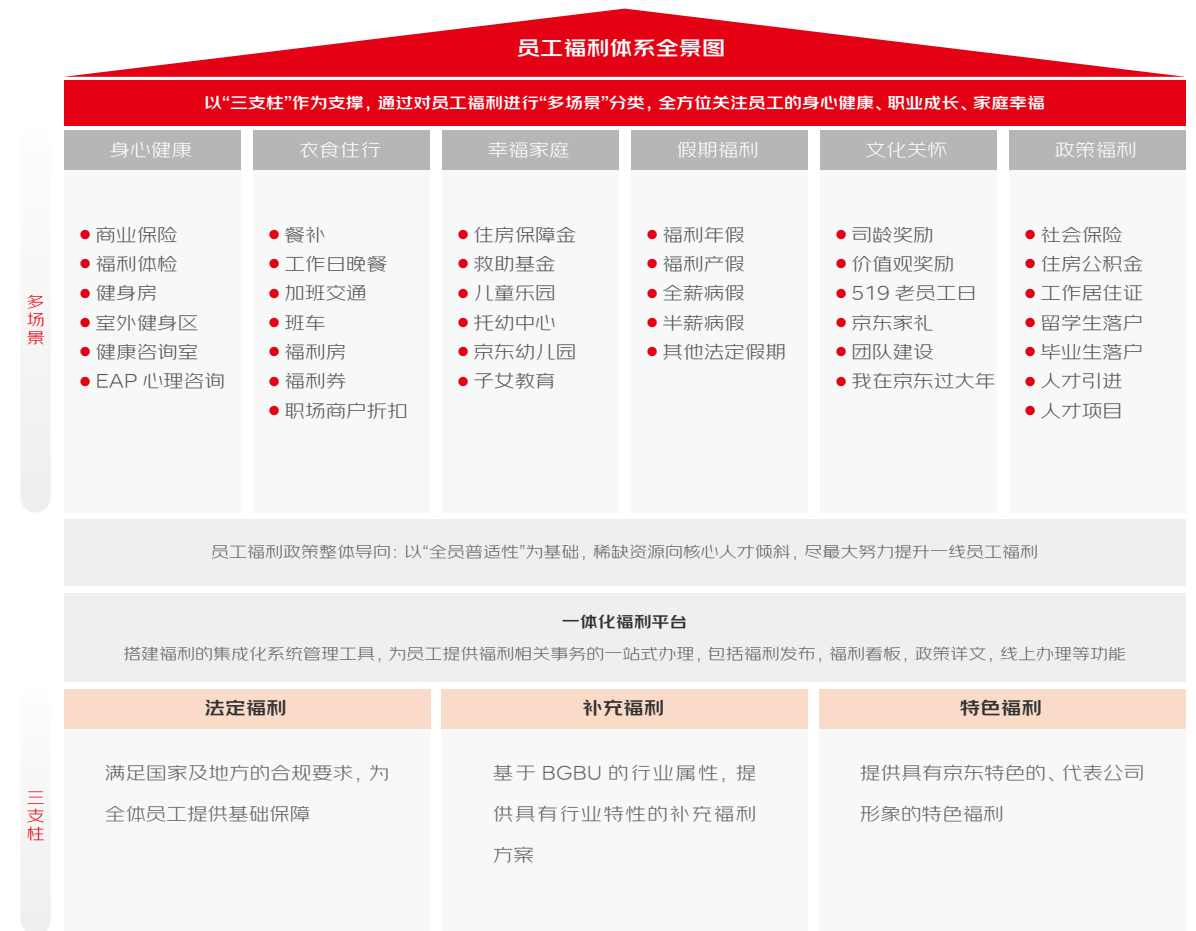 员工福利体系全景图
以“三支柱”作为支撑，通过对员工福利进行“多场景”分类，全方位关注员工的身心健康、职业成长、家庭幸福
多场景
身心健康
商业保险
福利体检
健身房
室外健身区
健康咨询室
EAP 心理咨询
衣食住行
餐补
工作日晚餐
加班交通
班车
福利房
福利券
职场商户折扣
幸福家庭
住房保障金
救助基金
儿童乐园
托幼中心
京东幼儿园
子女教育
假期福利
福利年假
福利产假
全薪病假
半薪病假
其他法定假期
文化关怀
司龄奖励
价值观奖励
519 老员工日
京东家礼
团队建设
我在京东过大年
政策福利
社会保险
住房公积金
工作居住证
留学生落户
毕业生落户
人才引进
人才项目
员工福利政策整体导向：以“全员普适性”为基础，稀缺资源向核心人才倾斜，尽最大努力提升一线员工福利
一体化福利平台
搭建福利的集成化系统管理工具，为员工提供福利相关事务的一站式办理，包括福利发布，福利看板，政策详文，线上办理等功能
三支柱
法定福利
满足国家及地方的合规要求，为
全体员工提供基础保障
补充福利
基于 BGBU 的行业属性，提
供具有行业特性的补充福利
方案
特色福利
提供具有京东特色的、代表公司
形象的特色福利